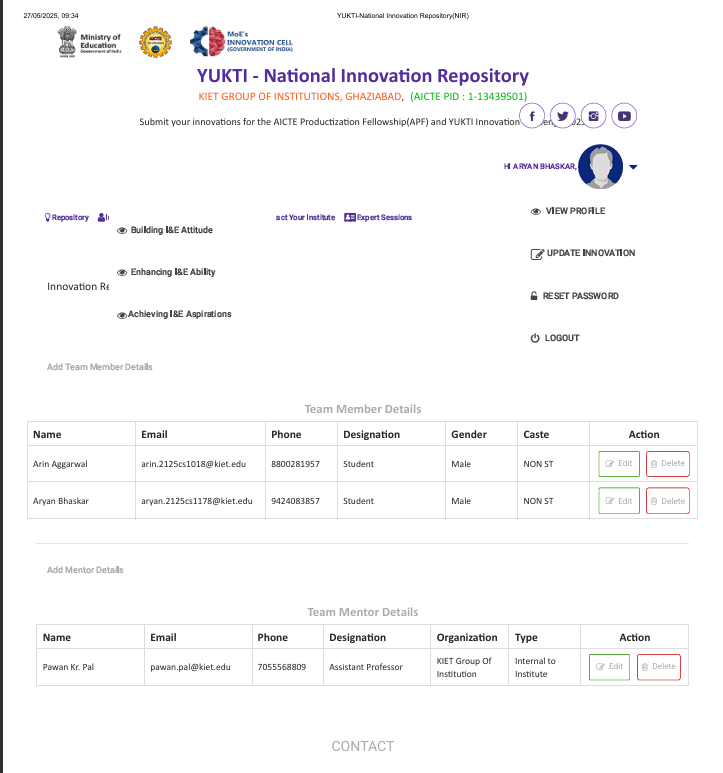 27/05/2025, 09:34 YUKTI-National Innovation Repository(NIR)
Ministry of
Education
Government of India
AICTE
MoE's
INNOVATION CELL
(GOVERNMENT OF INDIA)
YUKTI - National Innovation Repository
KIET GROUP OF INSTITUTIONS, GHAZIABAD, (AICTE PID : 1-13439501)
Submit your innovations for the AICTE Productization Fellowship(APF) and YUKTI Innovation
HI ARYAN BHASKAR,
VIEW PROFILE
Repository act Your Institute Expert Sessions
Building I&E Attitude
UPDATE INNOVATION
Enhancing I&E Ability
Innovation Re
RESET PASSWORD
Achieving I&E Aspirations
LOGOUT
Add Team Member Details
Team Member Details
Name Email Phone Designation Gender Caste Action
Arin Aggarwal arin.2125cs1018@kiet.edu 8800281957 Student Male NON ST Edit Delete
Aryan Bhaskar aryan.2125cs1178@kiet.edu 9424083857 Student Male NON ST Edit Delete
Add Mentor Details
Team Mentor Details
Name Email Phone Designation Organization Type Action
Pawan Kr. Pal pawan.pal@kiet.edu 7055568809 Assistant Professor KIET Group Of Institution Internal to Institute Edit Delete
CONTACT